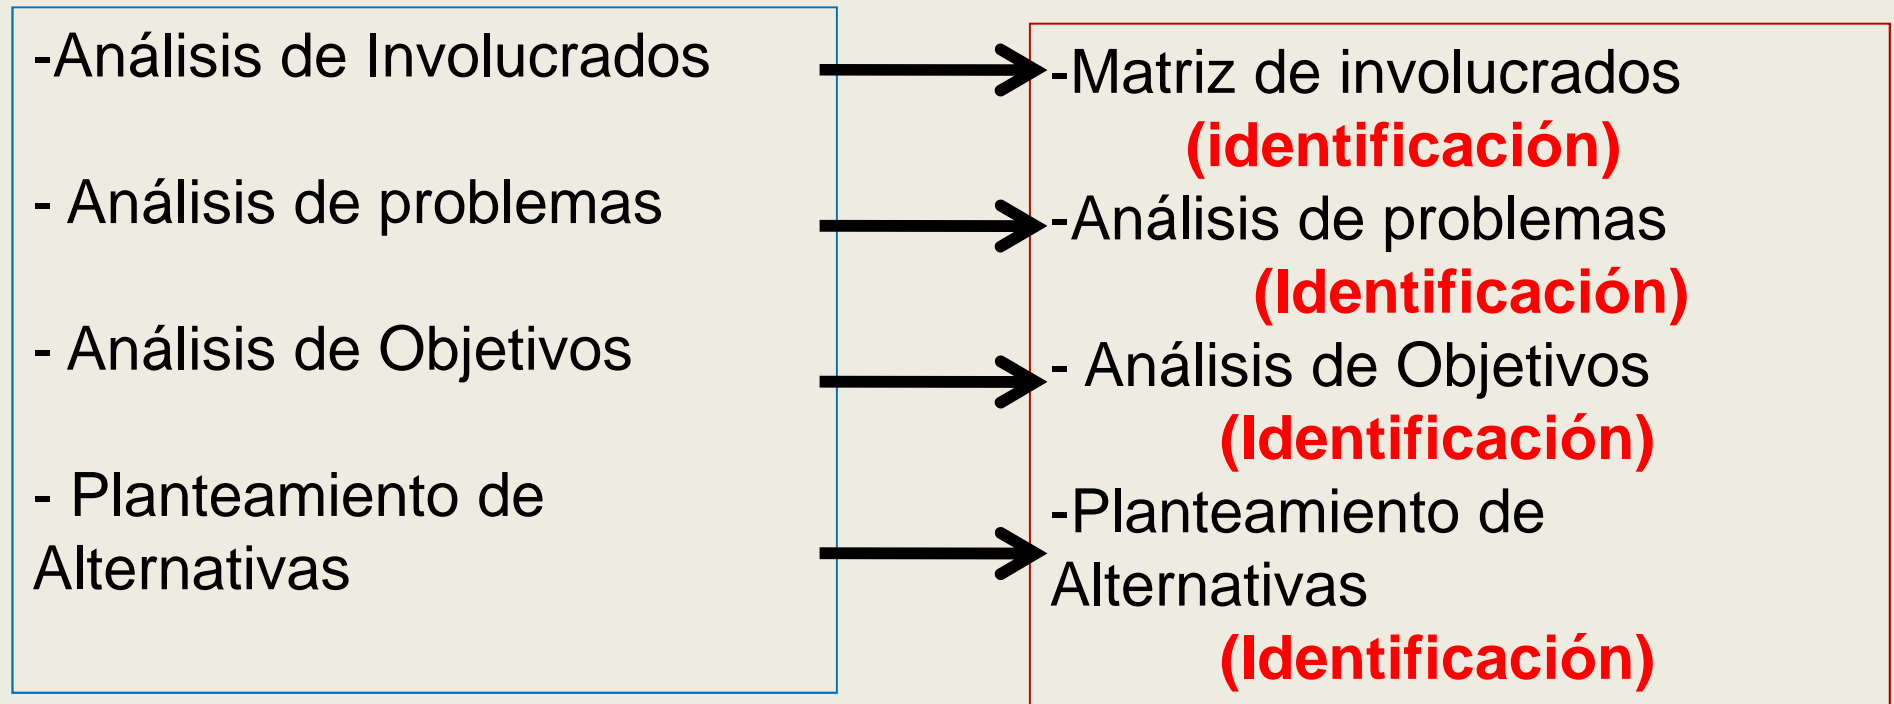 -Análisis de Involucrados
- Análisis de problemas
- Análisis de Objetivos
- Planteamiento de
Alternativas
-Matriz de involucrados
(identificación)
-Análisis de problemas
(Identificación)
- Análisis de Objetivos
(Identificación)
-Planteamiento de
Alternativas
(Identificación)